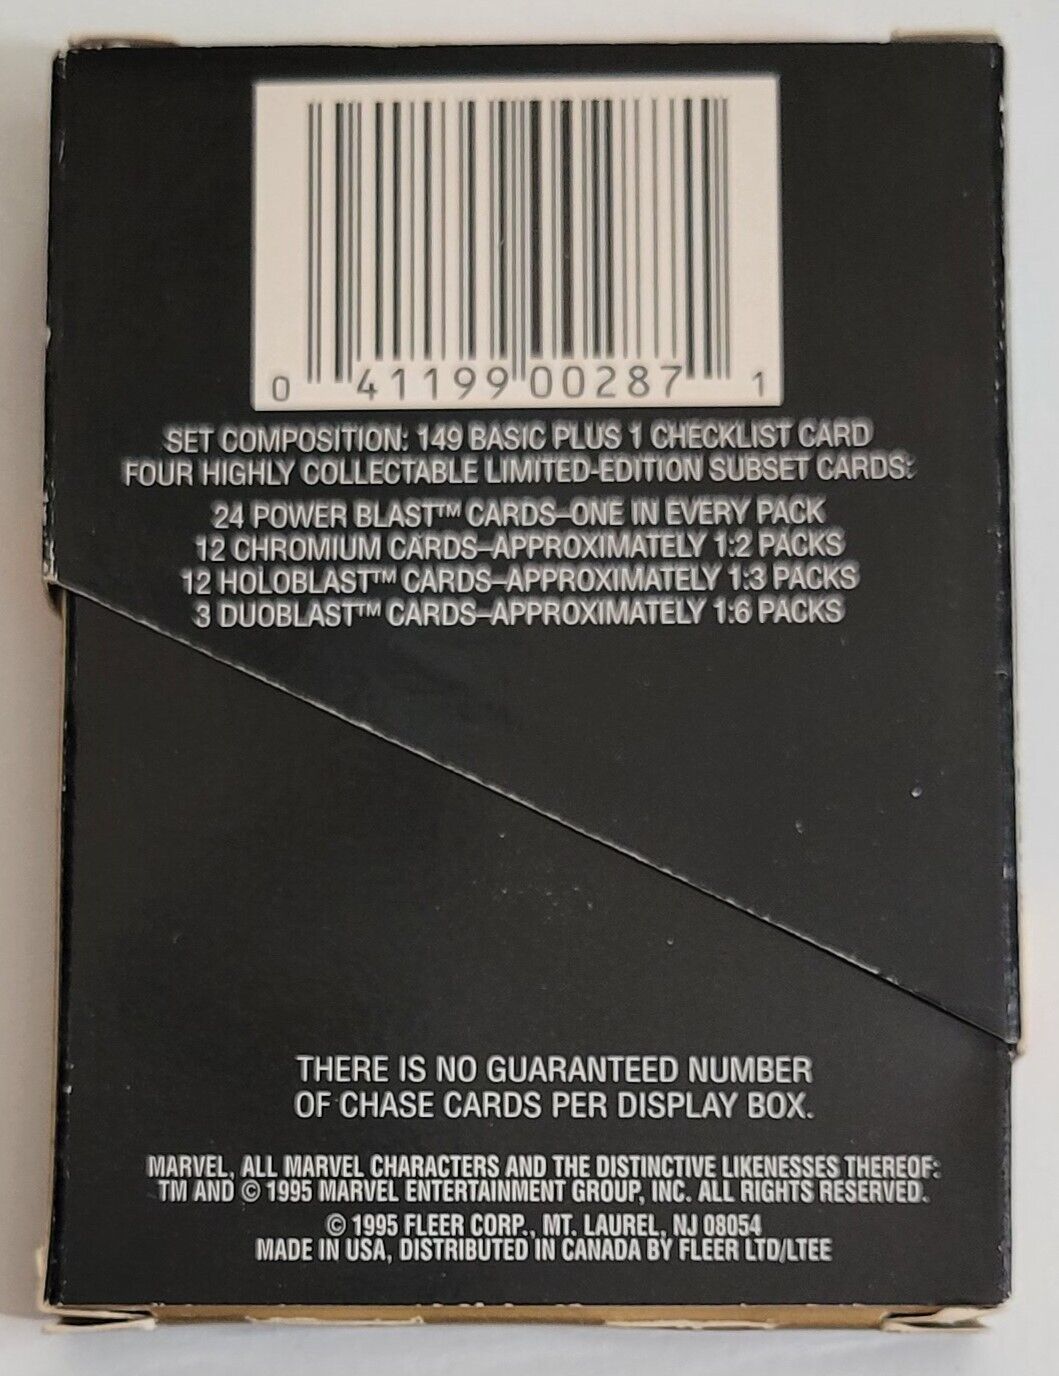 0 41199 00287 1
SET COMPOSITION: 149 BASIC PLUS 1 CHECKLIST CARD
FOUR HIGHLY COLLECTABLE LIMITED-EDITION SUBSET CARDS:
24 POWER BLAST™ CARDS–ONE IN EVERY PACK
12 CHROMIUM CARDS–APPROXIMATELY 1:2 PACKS
12 HOLOBLAST™ CARDS–APPROXIMATELY 1:3 PACKS
3 DUOBLAST™ CARDS–APPROXIMATELY 1:6 PACKS
THERE IS NO GUARANTEED NUMBER
OF CHASE CARDS PER DISPLAY BOX.
MARVEL, ALL MARVEL CHARACTERS AND THE DISTINCTIVE LIKENESSES THEREOF:
TM AND © 1995 MARVEL ENTERTAINMENT GROUP, INC. ALL RIGHTS RESERVED.
© 1995 FLEER CORP., MT. LAUREL, NJ 08054
MADE IN USA, DISTRIBUTED IN CANADA BY FLEER LTD/LTEE